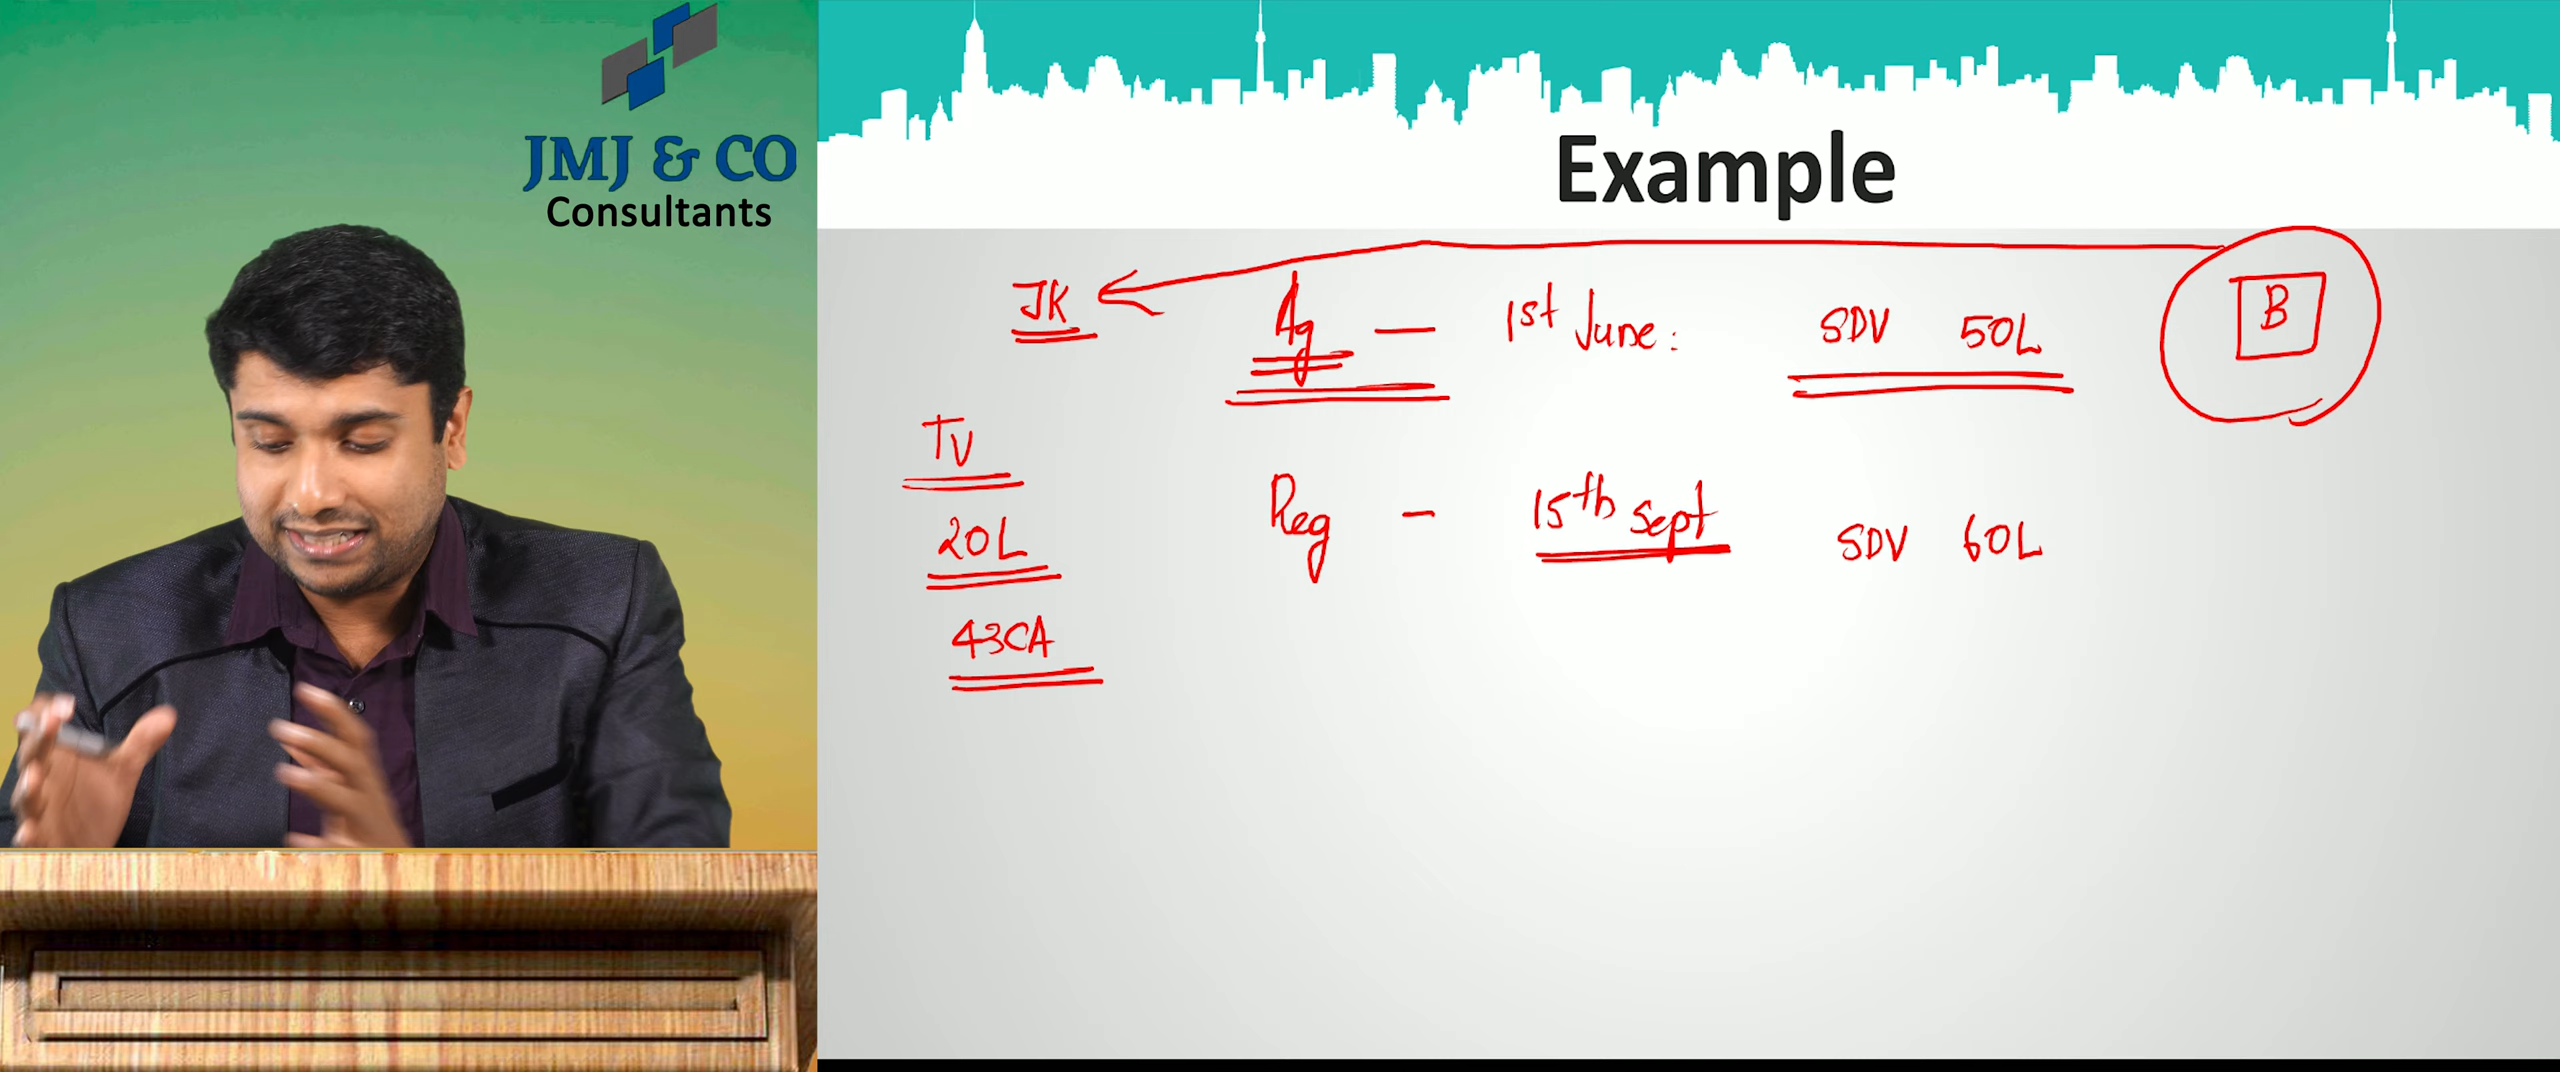 JMJ & CO
Consultants
Example
JK Ag — 1st June: SDV 50L B
TV
Reg — 15th Sept SDV 60L
20L
43CA